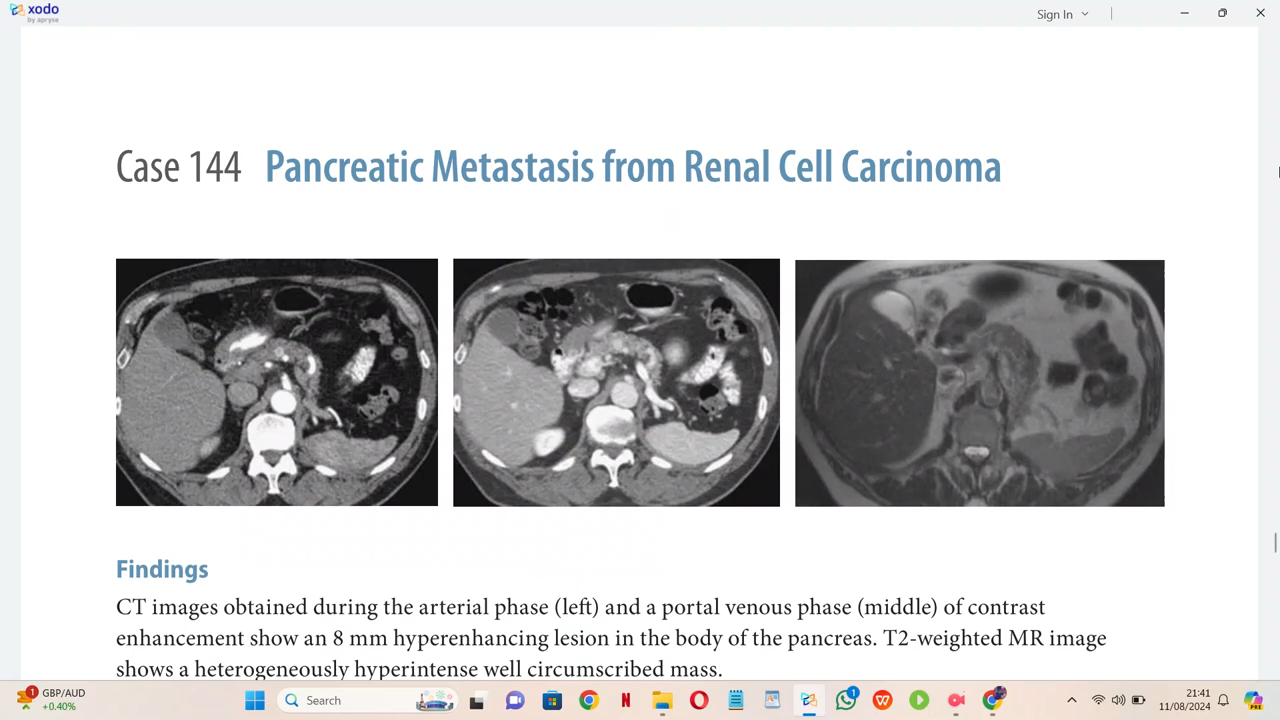 xodo
by apryse
Sign In
Case 144 Pancreatic Metastasis from Renal Cell Carcinoma
Findings
CT images obtained during the arterial phase (left) and a portal venous phase (middle) of contrast
enhancement show an 8 mm hyperenhancing lesion in the body of the pancreas. T2-weighted MR image
shows a heterogeneously hyperintense well circumscribed mass.
1
GBP/AUD
+0.40%
Search
N
1
W
21:41
11/08/2024
PRE